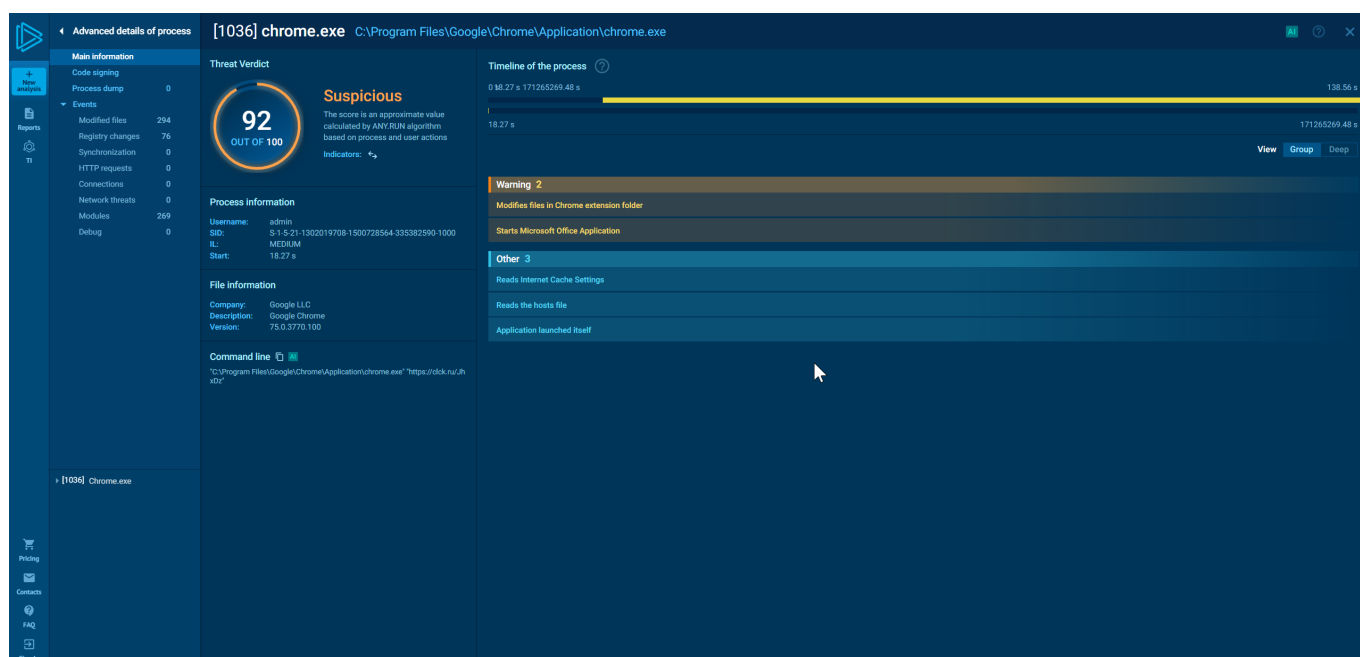 Advanced details of process
[1036] chrome.exe C:\Program Files\Google\Chrome\Application\chrome.exe
AI
+
New
analysis
Reports
TI
Main information
Code signing
Process dump 0
Events
Modified files 294
Registry changes 76
Synchronization 0
HTTP requests 0
Connections 0
Network threats 0
Modules 269
Debug 0
[1036] Chrome.exe
Pricing
Contacts
FAQ
Threat Verdict
92
OUT OF 100
Suspicious
The score is an approximate value
calculated by ANY.RUN algorithm
based on process and user actions
Indicators:
Process information
Username: admin
SID: S-1-5-21-1302019708-1500728564-335382590-1000
IL: MEDIUM
Start: 18.27 s
File information
Company: Google LLC
Description: Google Chrome
Version: 75.0.3770.100
Command line AI
"C:\Program Files\Google\Chrome\Application\chrome.exe" "https://clck.ru/Jh
xDz"
Timeline of the process ?
18.27 s 171265269.48 s 138.56 s
18.27 s 171265269.48 s
View Group Deep
Warning 2
Modifies files in Chrome extension folder
Starts Microsoft Office Application
Other 3
Reads Internet Cache Settings
Reads the hosts file
Application launched itself